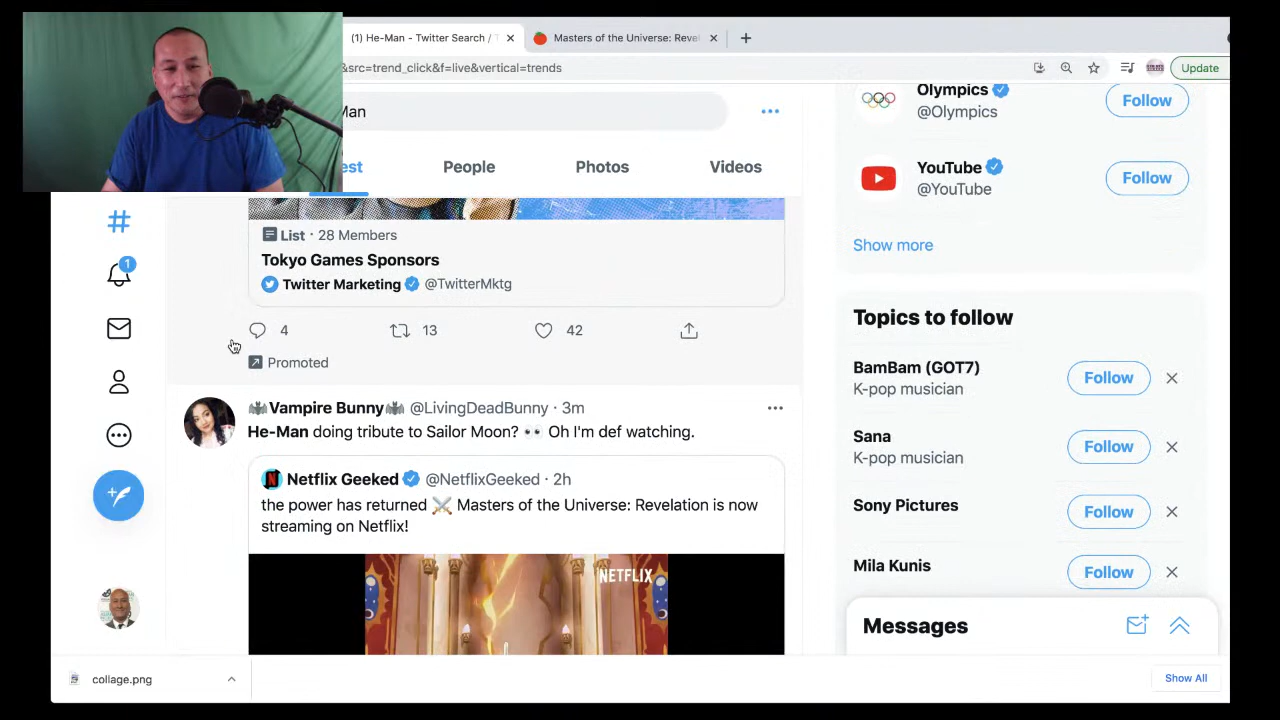 (1) He-Man - Twitter Search /
Masters of the Universe: Reve
&src=trend_click&f=live&vertical=trends
Update
Man
est
People
Photos
Videos
Olympics
@Olympics
Follow
YouTube
@YouTube
Follow
Show more
List · 28 Members
Tokyo Games Sponsors
Twitter Marketing @TwitterMktg
4 13 42
Promoted
1
Vampire Bunny @LivingDeadBunny · 3m
He-Man doing tribute to Sailor Moon? 👀 Oh I'm def watching.
Netflix Geeked @NetflixGeeked · 2h
the power has returned ⚔️ Masters of the Universe: Revelation is now
streaming on Netflix!
NETFLIX
Topics to follow
BamBam (GOT7)
K-pop musician
Follow
Sana
K-pop musician
Follow
Sony Pictures
Follow
Mila Kunis
Follow
Messages
collage.png
Show All